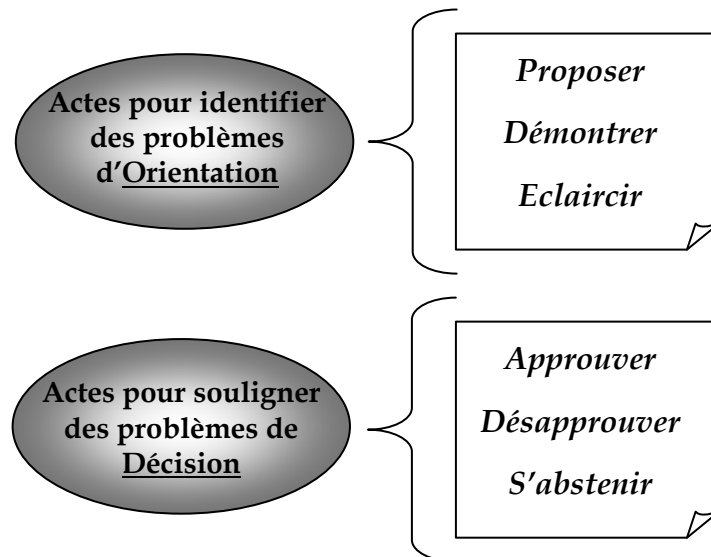 Actes pour identifier
des problèmes
d'Orientation
Proposer
Démontrer
Eclaircir
Actes pour souligner
des problèmes de
Décision
Approuver
Désapprouver
S'abstenir